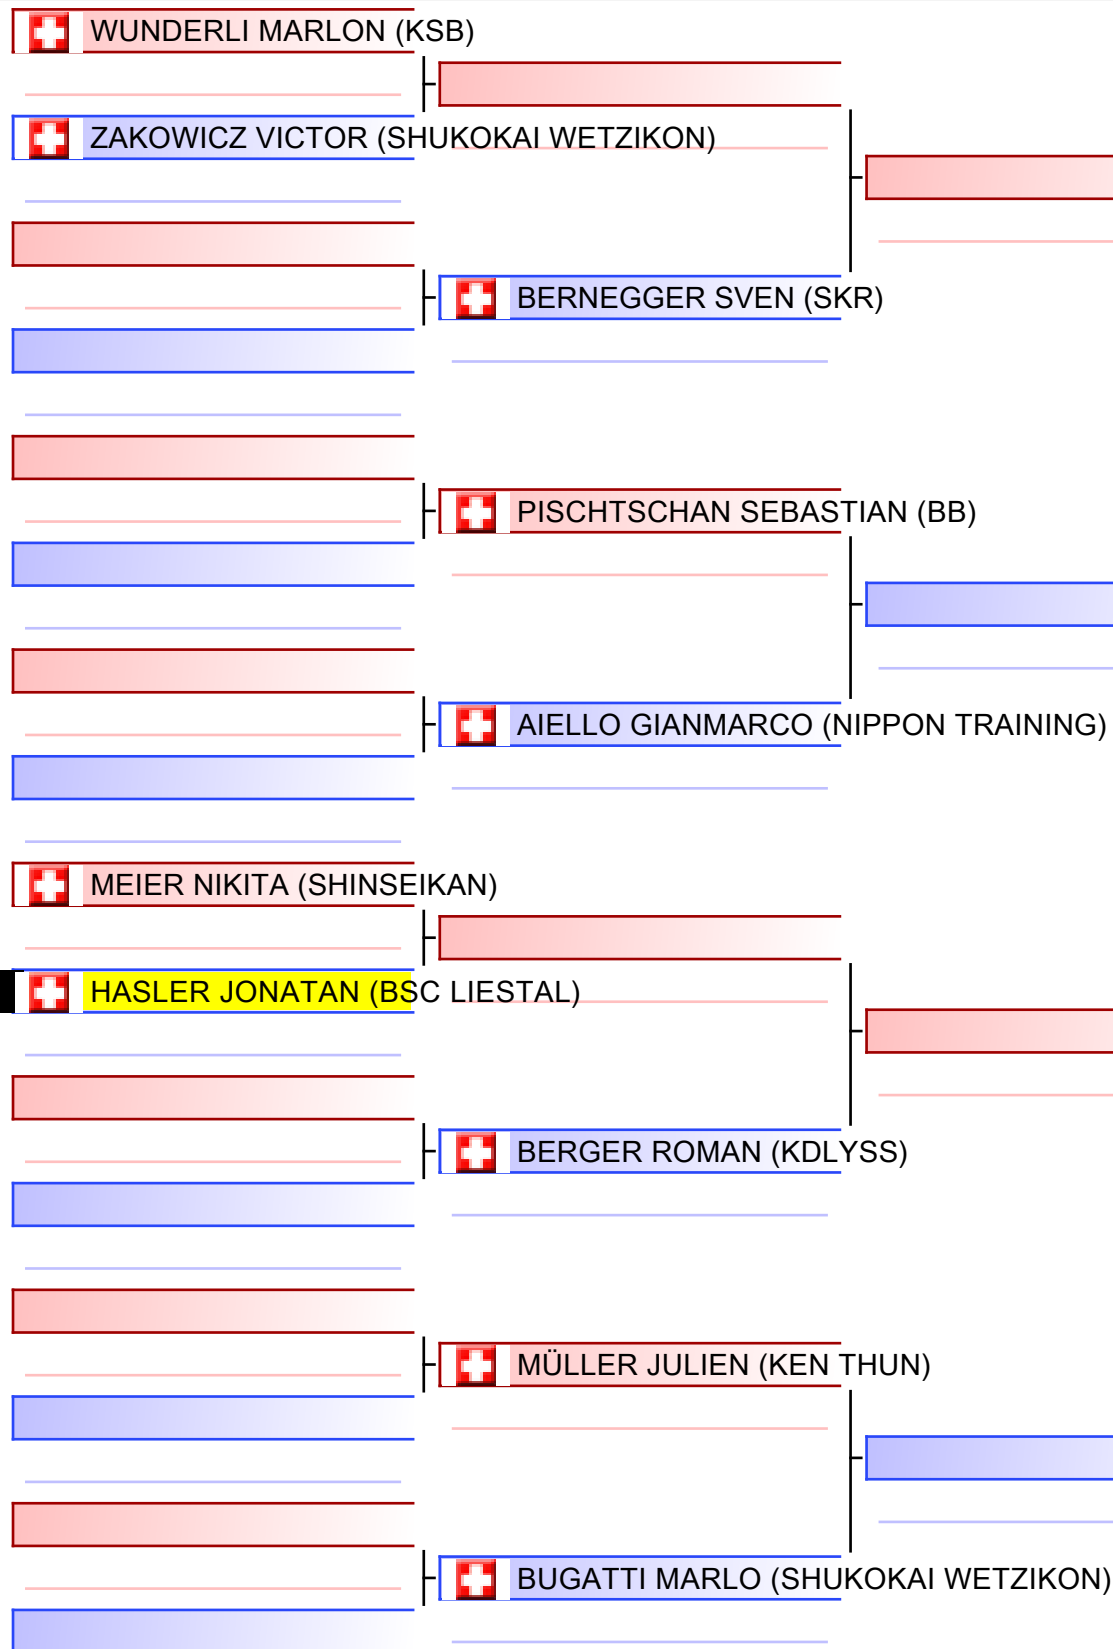 WUNDERLI MARLON (KSB)
ZAKOWICZ VICTOR (SHUKOKAI WETZIKON)
BERNEGGER SVEN (SKR)
PISCHTSCHAN SEBASTIAN (BB)
AIELLO GIANMARCO (NIPPON TRAINING)
MEIER NIKITA (SHINSEIKAN)
HASLER JONATAN (BSC LIESTAL)
BERGER ROMAN (KDLYSS)
MÜLLER JULIEN (KEN THUN)
BUGATTI MARLO (SHUKOKAI WETZIKON)